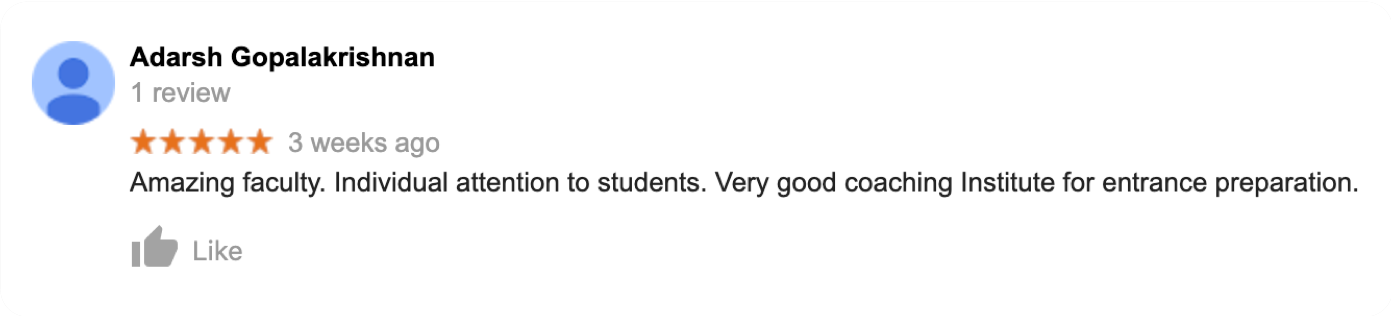 Adarsh Gopalakrishnan
1 review
3 weeks ago
Amazing faculty. Individual attention to students. Very good coaching Institute for entrance preparation.
Like